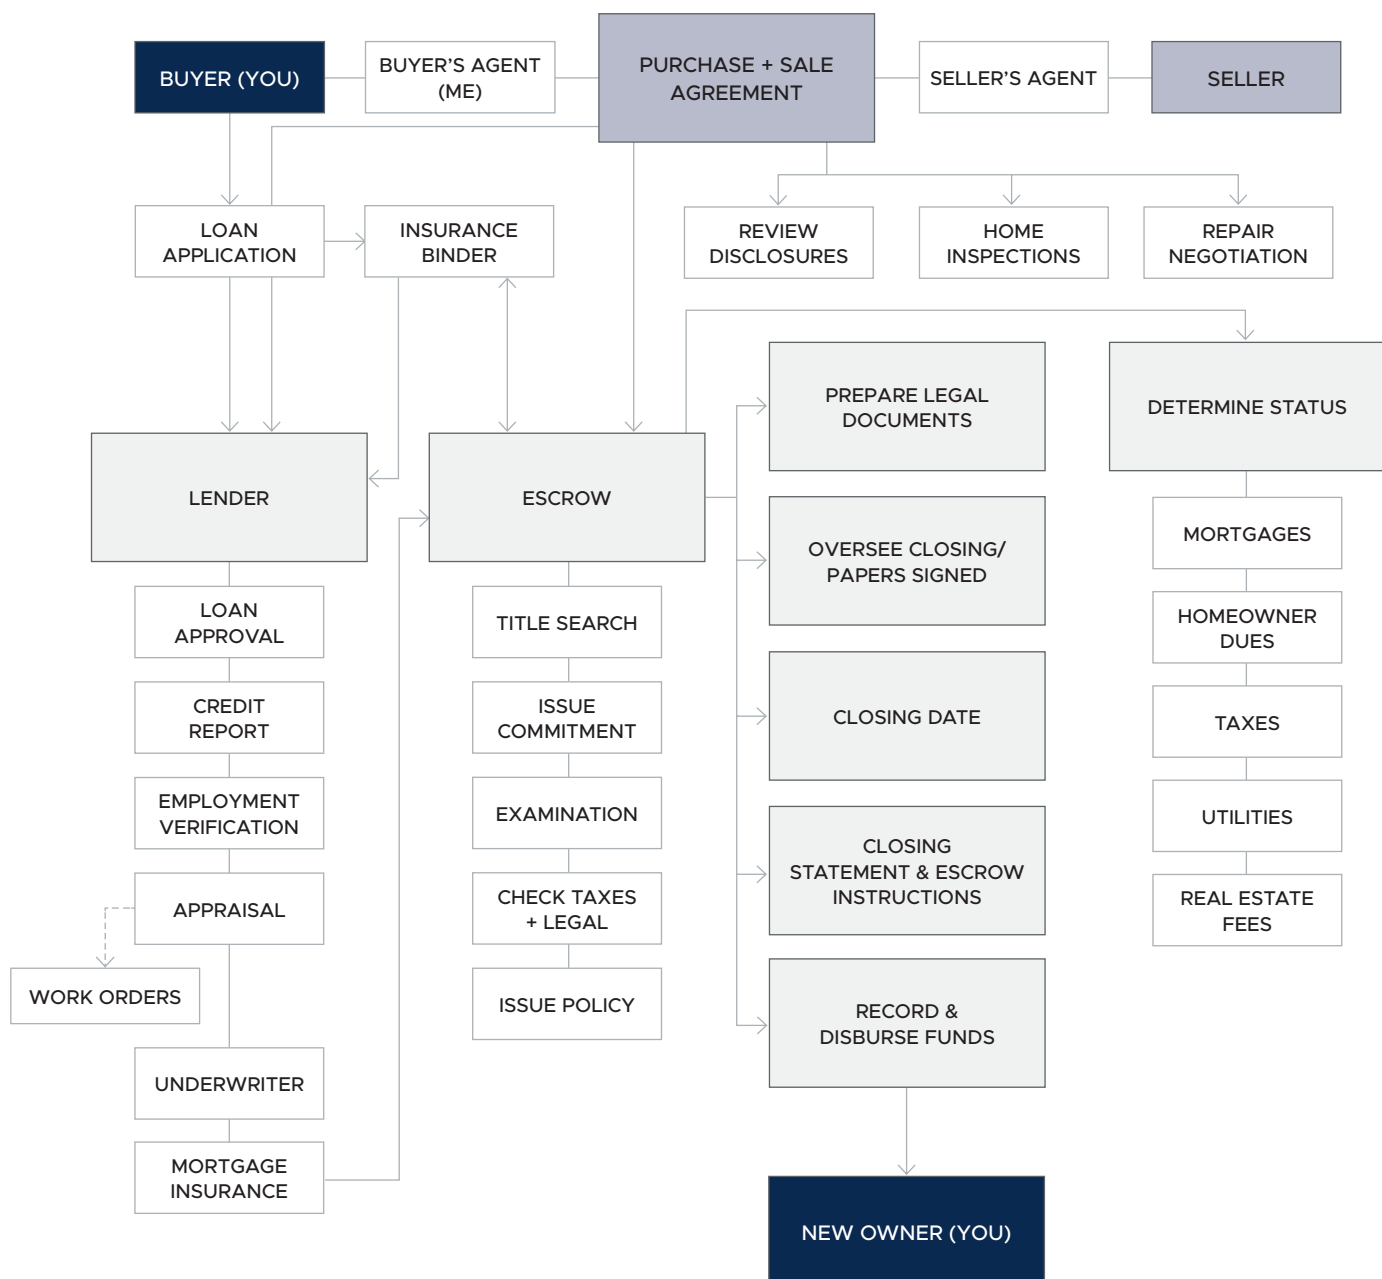 BUYER (YOU)
BUYER’S AGENT
(ME)
PURCHASE + SALE
AGREEMENT
SELLER’S AGENT
SELLER
LOAN
APPLICATION
INSURANCE
BINDER
REVIEW
DISCLOSURES
HOME
INSPECTIONS
REPAIR
NEGOTIATION
LENDER
ESCROW
PREPARE LEGAL
DOCUMENTS
DETERMINE STATUS
LOAN
APPROVAL
CREDIT
REPORT
EMPLOYMENT
VERIFICATION
APPRAISAL
WORK ORDERS
UNDERWRITER
MORTGAGE
INSURANCE
TITLE SEARCH
ISSUE
COMMITMENT
EXAMINATION
CHECK TAXES
+ LEGAL
ISSUE POLICY
OVERSEE CLOSING/
PAPERS SIGNED
CLOSING DATE
CLOSING
STATEMENT & ESCROW
INSTRUCTIONS
RECORD &
DISBURSE FUNDS
NEW OWNER (YOU)
MORTGAGES
HOMEOWNER
DUES
TAXES
UTILITIES
REAL ESTATE
FEES